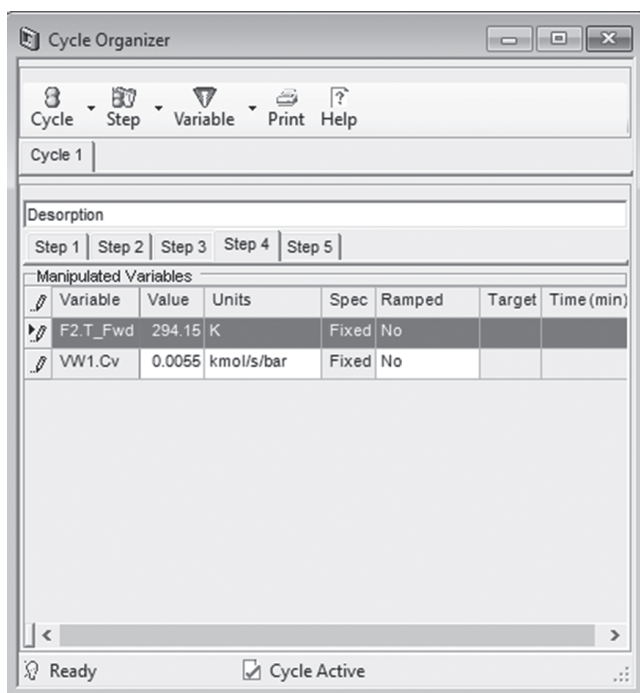 Cycle Organizer
Cycle Step Variable Print Help
Cycle 1
Desorption
Step 1 Step 2 Step 3 Step 4 Step 5
Manipulated Variables
Variable Value Units Spec Ramped Target Time(min)
F2.T_Fwd 294.15 K Fixed No
VW1.Cv 0.0055 kmol/s/bar Fixed No
Ready Cycle Active